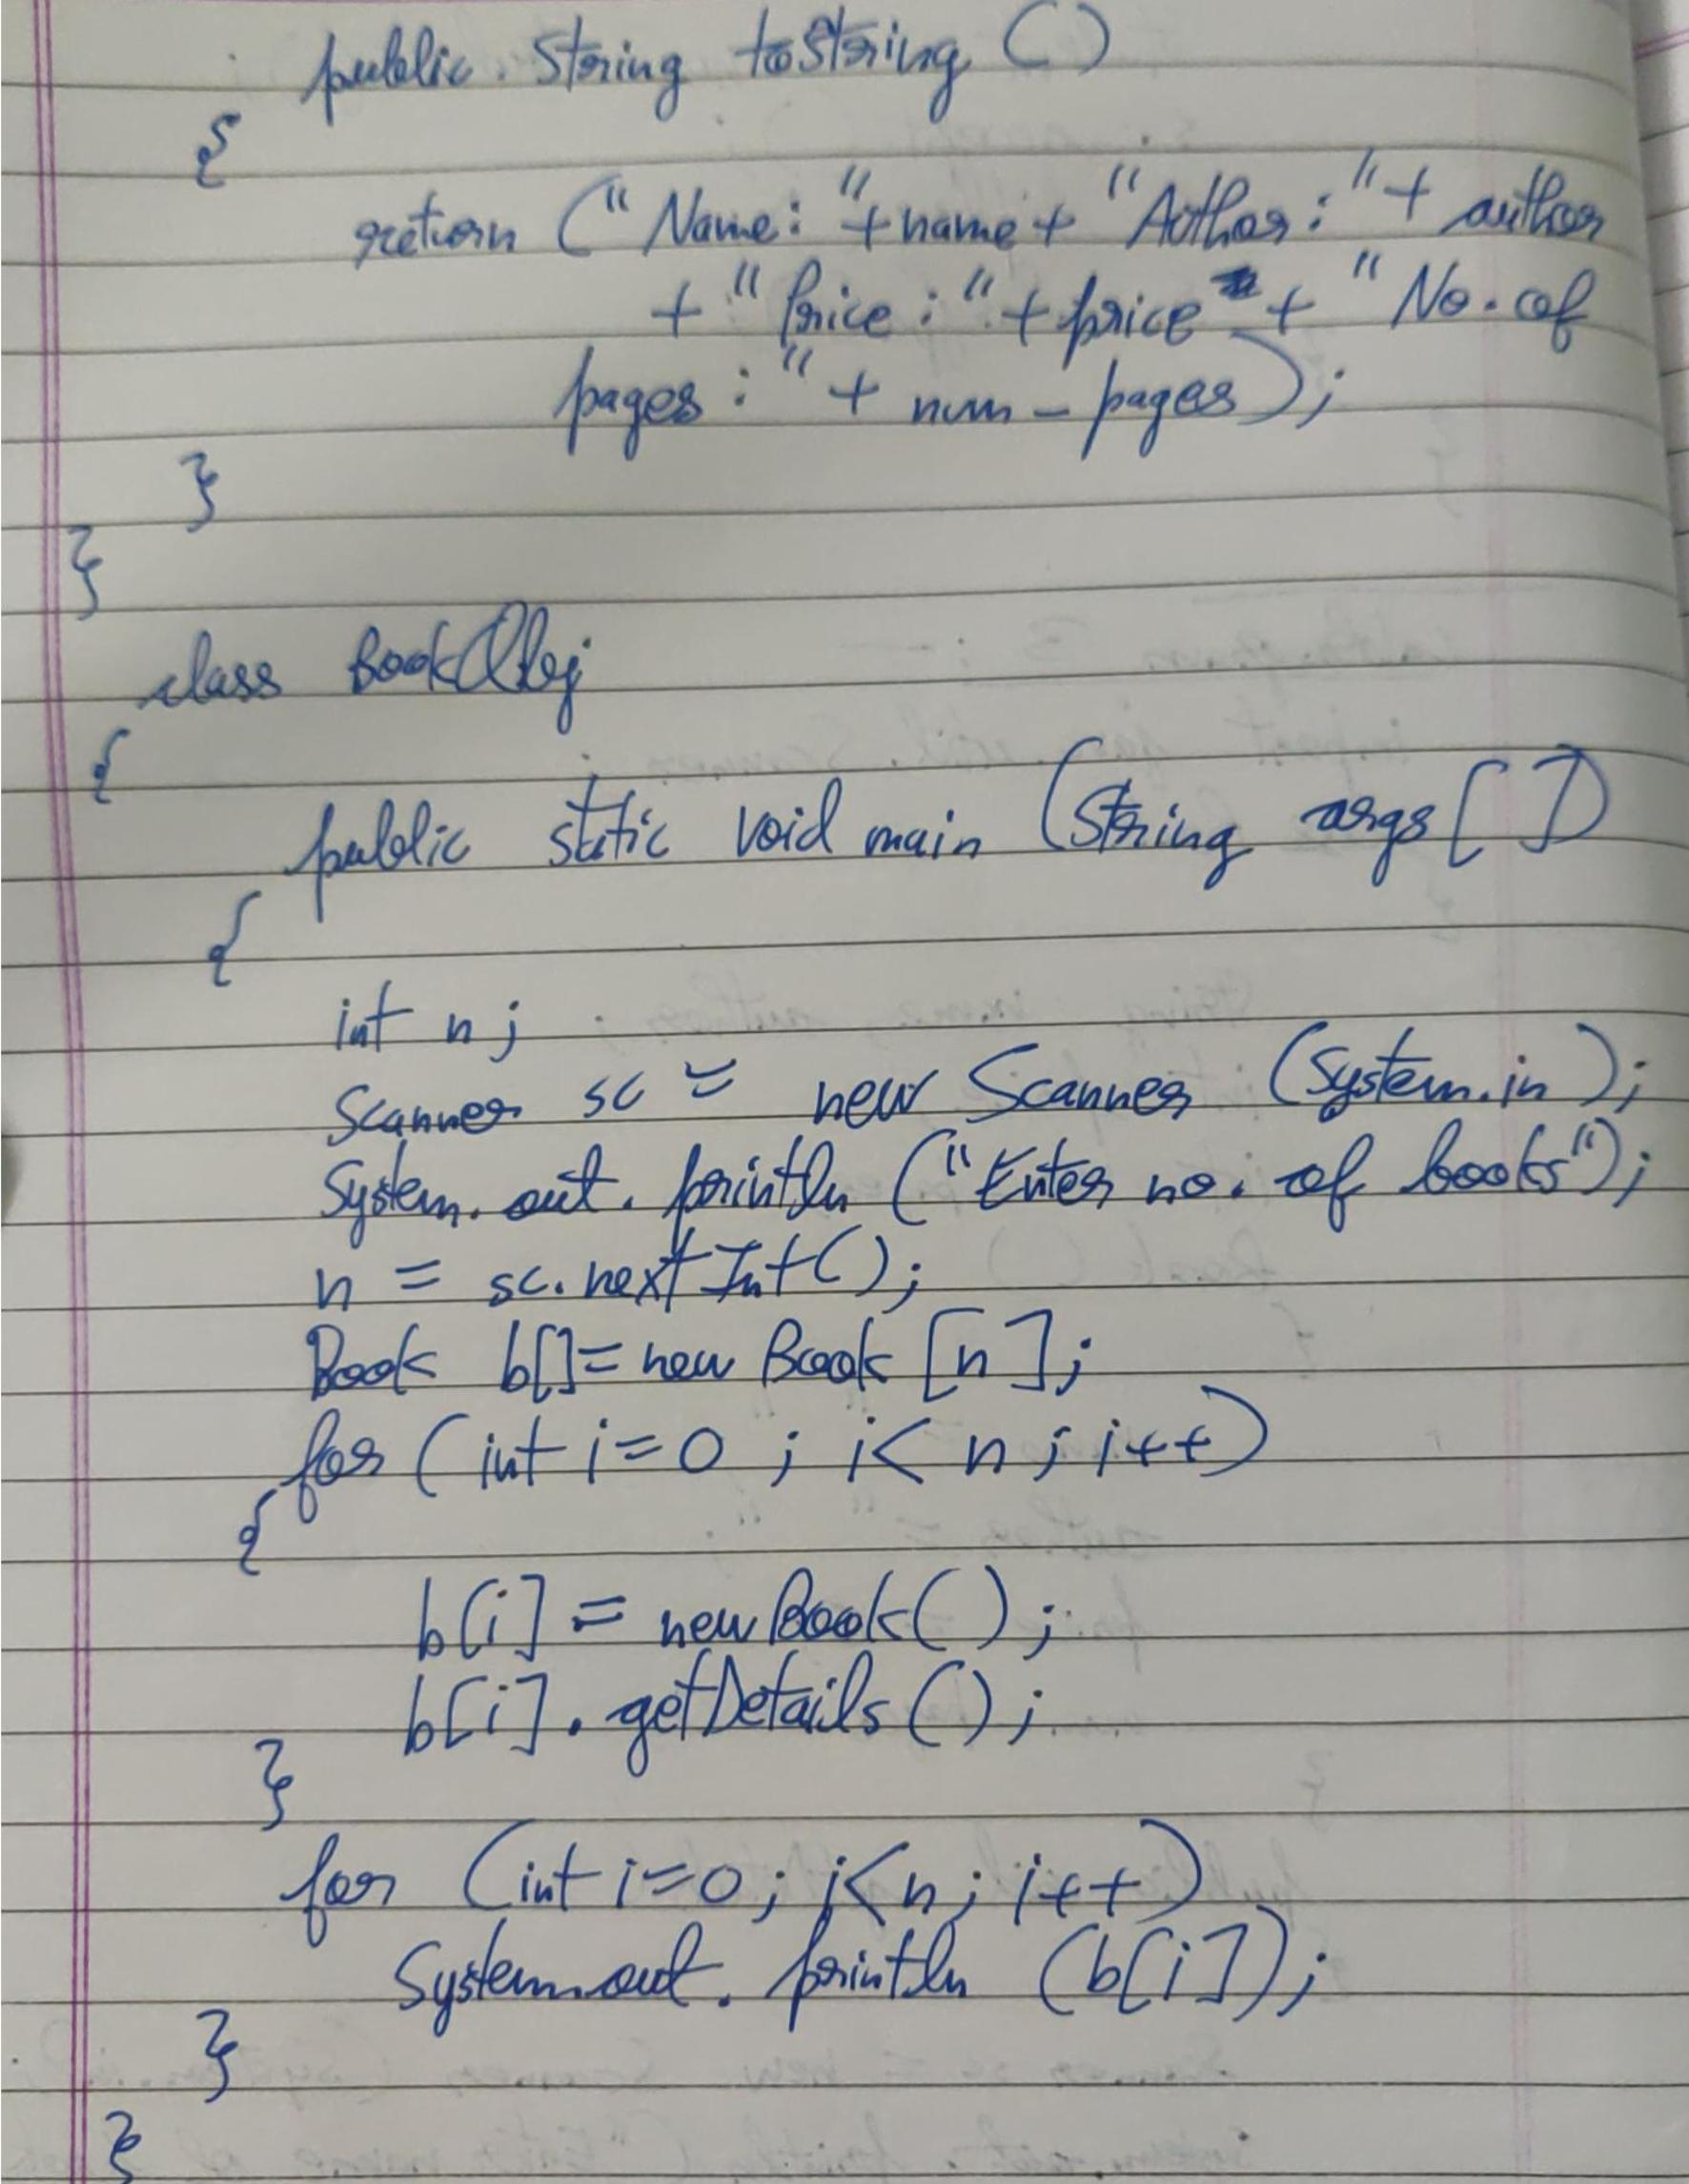 public String toString ()
{
return ("Name: "+name+ "Author: "+ author
+ "Price: "+price + "No. of
pages: "+ num_pages);
}
}
class BookObj
{
public static void main (String args[])
{
int n;
Scanner sc = new Scanner (System.in);
System.out.println ("Enter no. of books");
n = sc.nextInt();
Book b[]=new Book [n];
for (int i=0; i<n; i++)
{
b[i] = new Book();
b[i].getDetails();
}
for (int i=0; i<n; i++)
System.out.println (b[i]);
}
}